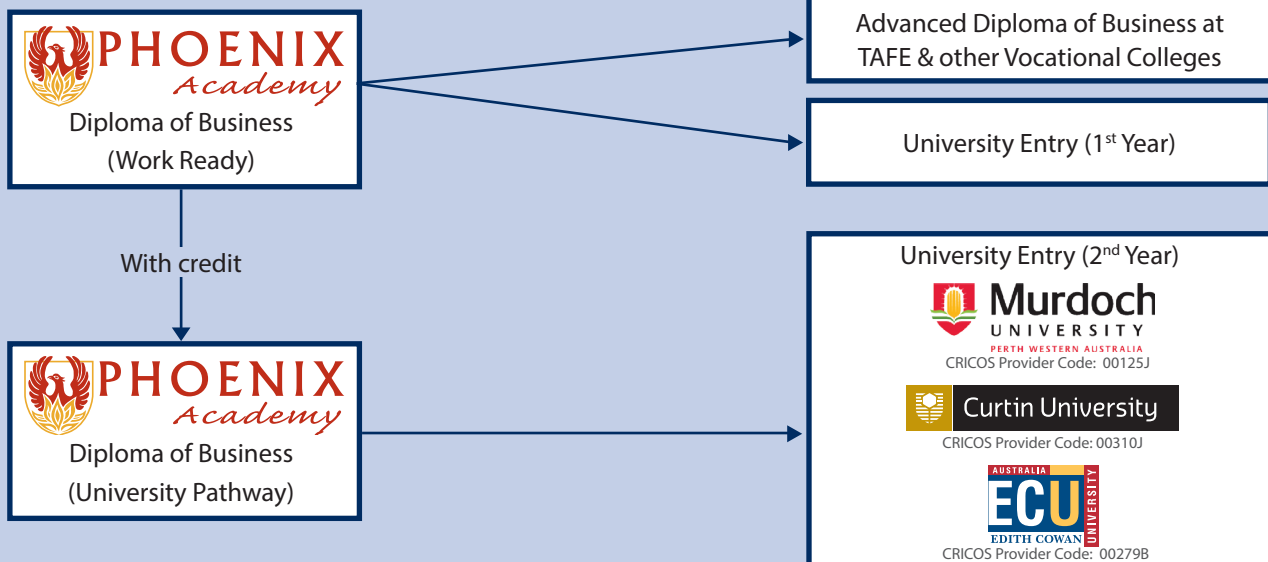 PHOENIX
Academy
Diploma of Business
(Work Ready)
Advanced Diploma of Business at
TAFE & other Vocational Colleges
University Entry (1st Year)
With credit
PHOENIX
Academy
Diploma of Business
(University Pathway)
University Entry (2nd Year)
Murdoch
UNIVERSITY
PERTH WESTERN AUSTRALIA
CRICOS Provider Code: 00125J
Curtin University
CRICOS Provider Code: 00310J
AUSTRALIA
ECU
UNIVERSITY
EDITH COWAN
CRICOS Provider Code: 00279B